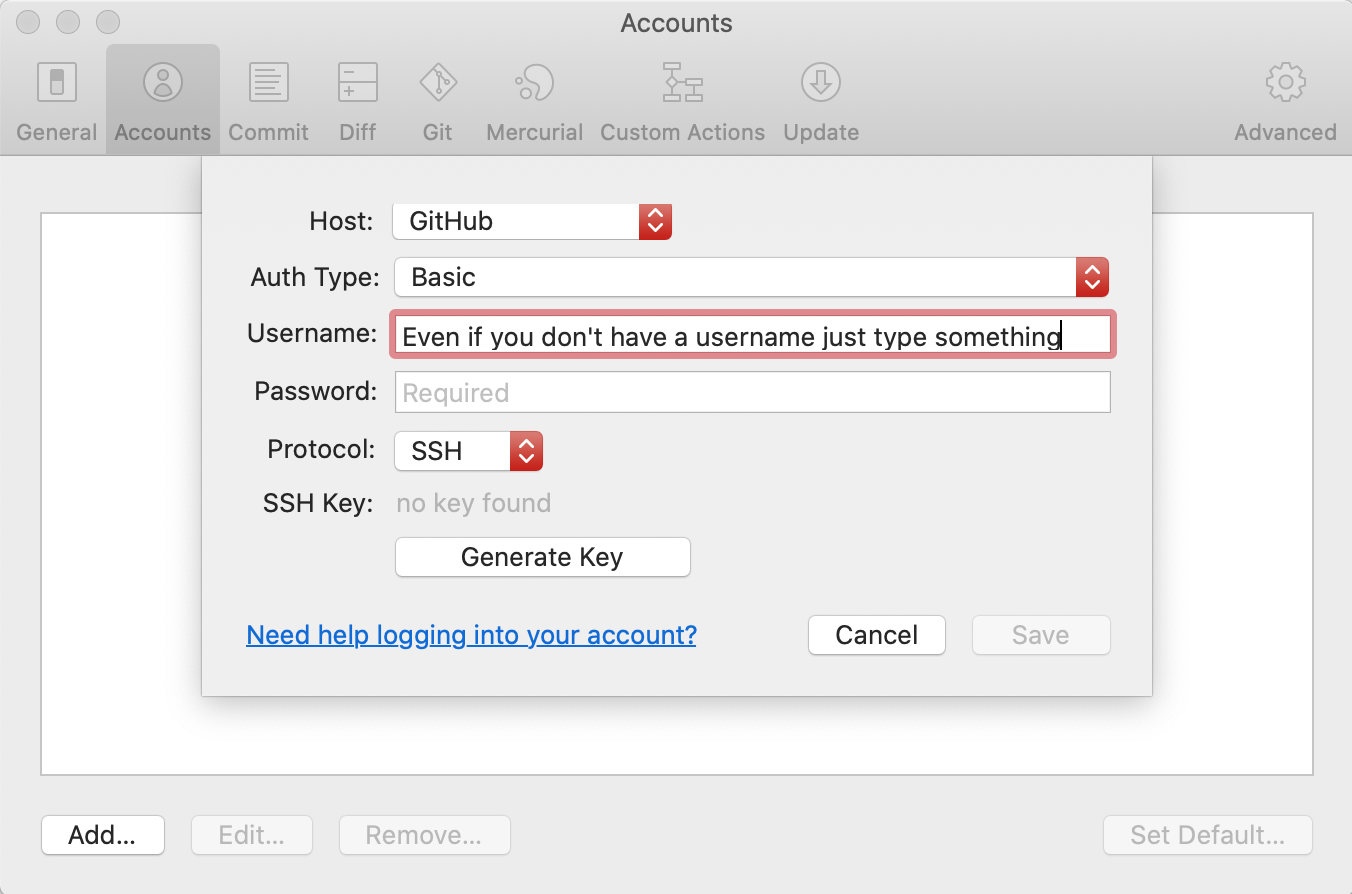 Accounts
General Accounts Commit Diff Git Mercurial Custom Actions Update Advanced
Host: GitHub
Auth Type: Basic
Username: Even if you don't have a username just type something
Password: Required
Protocol: SSH
SSH Key: no key found
Generate Key
Need help logging into your account? Cancel Save
Add... Edit... Remove... Set Default...